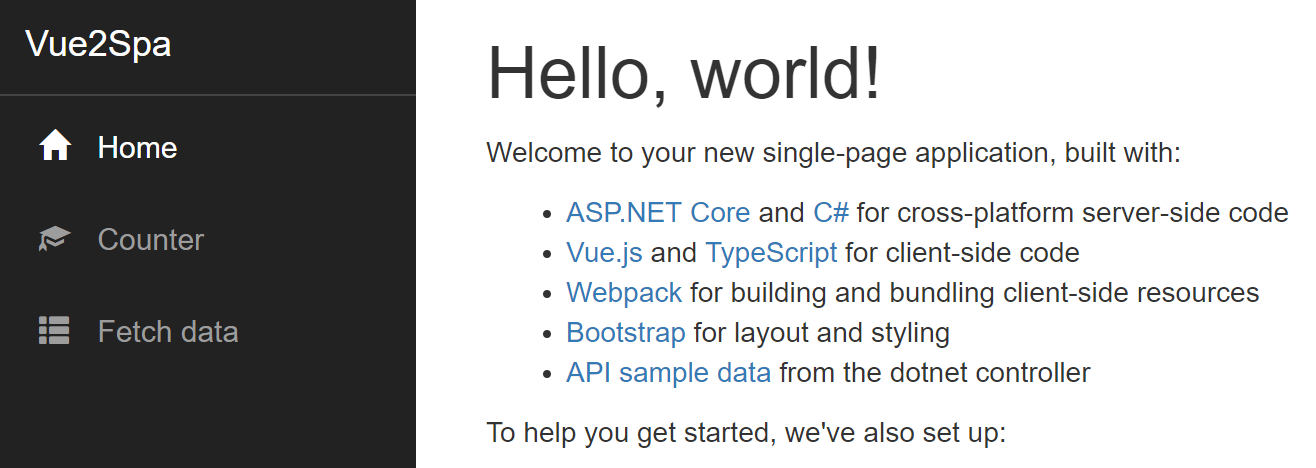 Vue2Spa
Home
Counter
Fetch data
Hello, world!
Welcome to your new single-page application, built with:
• ASP.NET Core and C# for cross-platform server-side code
• Vue.js and TypeScript for client-side code
• Webpack for building and bundling client-side resources
• Bootstrap for layout and styling
• API sample data from the dotnet controller
To help you get started, we've also set up: